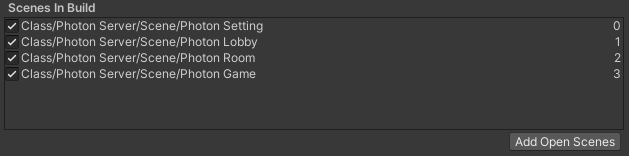 Scenes In Build
Class/Photon Server/Scene/Photon Setting 0
Class/Photon Server/Scene/Photon Lobby 1
Class/Photon Server/Scene/Photon Room 2
Class/Photon Server/Scene/Photon Game 3
Add Open Scenes